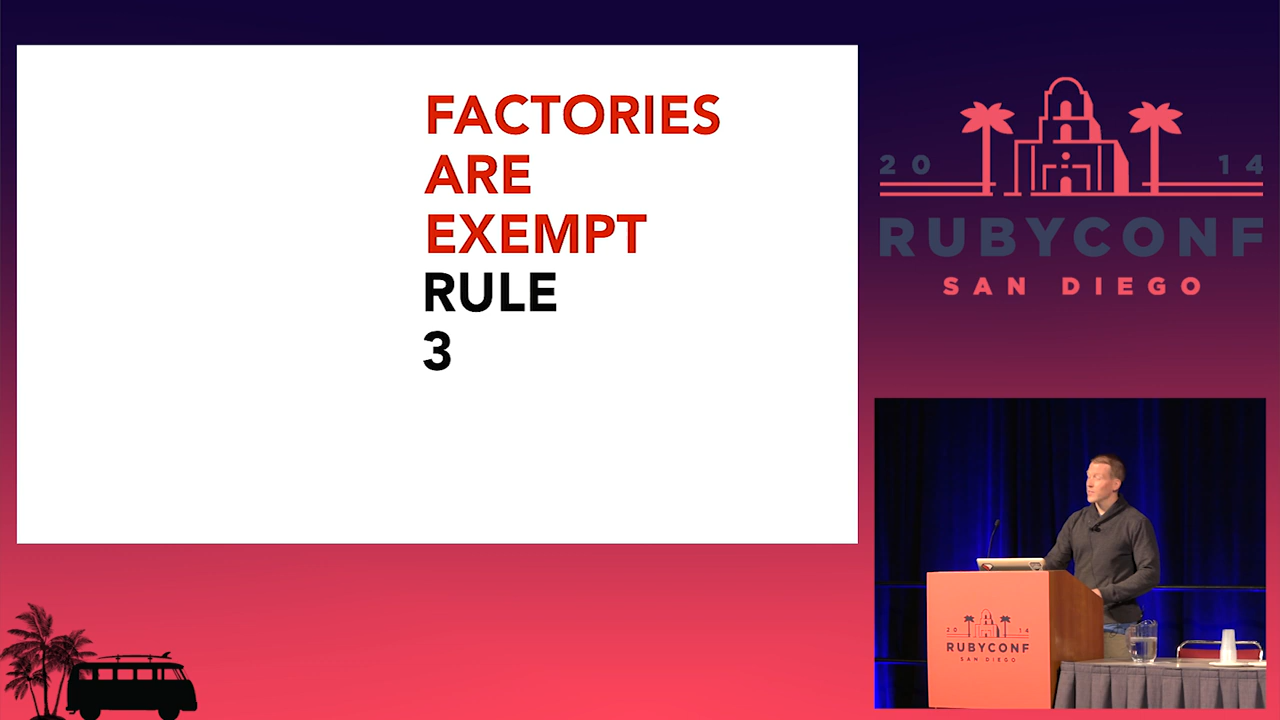 FACTORIES
ARE
EXEMPT
RULE
3
20 14
RUBYCONF
SAN DIEGO
20 14
RUBYCONF
SAN DIEGO